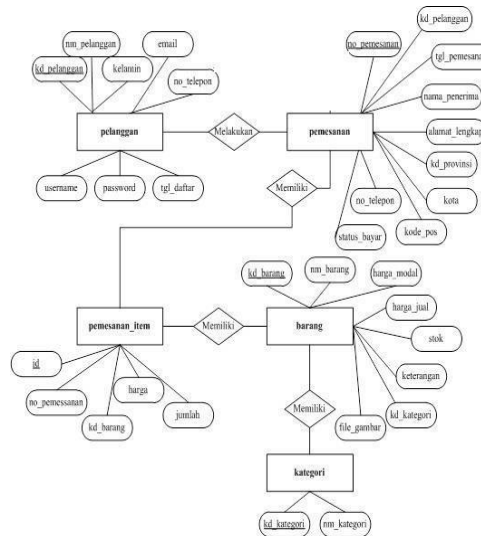 email
kd_pelanggan
nm_pelanggan
no_pemesanan
tgl_pemesana
kd_pelanggan
kelamin
no_telepon
nama_penerima
pelanggan
Melakukan
pemesanan
alamat_lengkap
kd_provinsi
username
password
tgl_daftar
Memiliki
no_telepon
kota
status_bayar
kode_pos
kd_barang
nm_barang
harga_modal
harga_jual
pemesanan_item
Memiliki
barang
stok
id
harga
keterangan
no_pemessanan
jumlah
kd_barang
Memiliki
file_gambar
kd_kategori
kategori
kd_kategori
nm_kategori